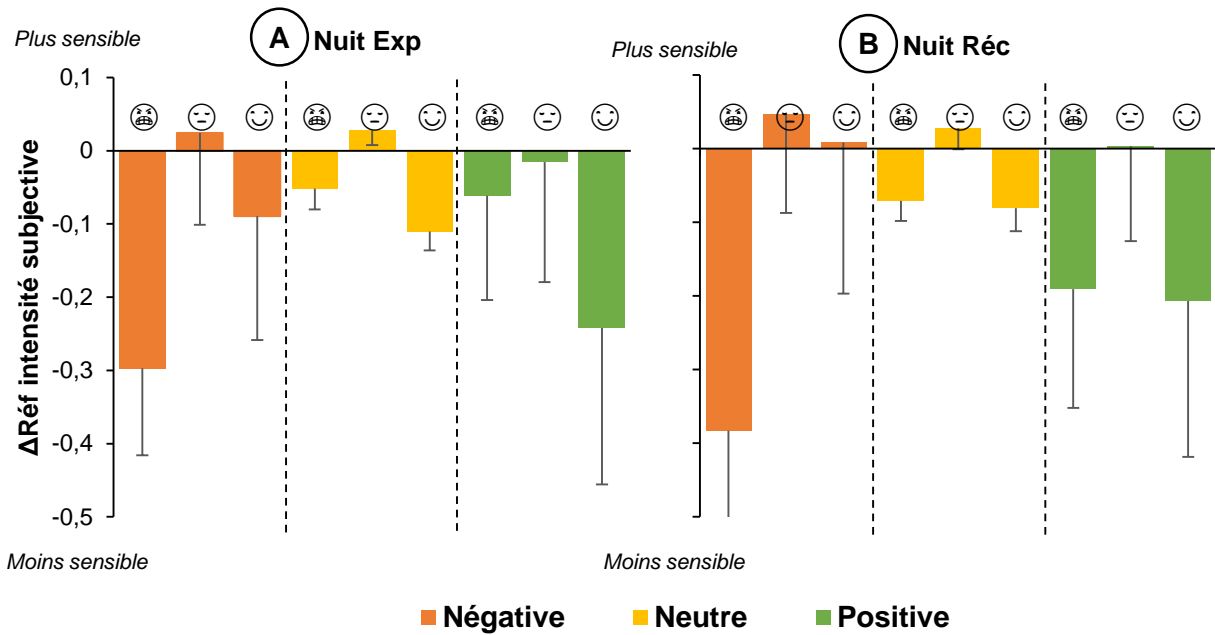 Plus sensible
A Nuit Exp
Plus sensible
B Nuit Réc
ΔRéf intensité subjective
0,1
0
-0,1
-0,2
-0,3
-0,4
-0,5
Moins sensible
Moins sensible
Négative
Neutre
Positive